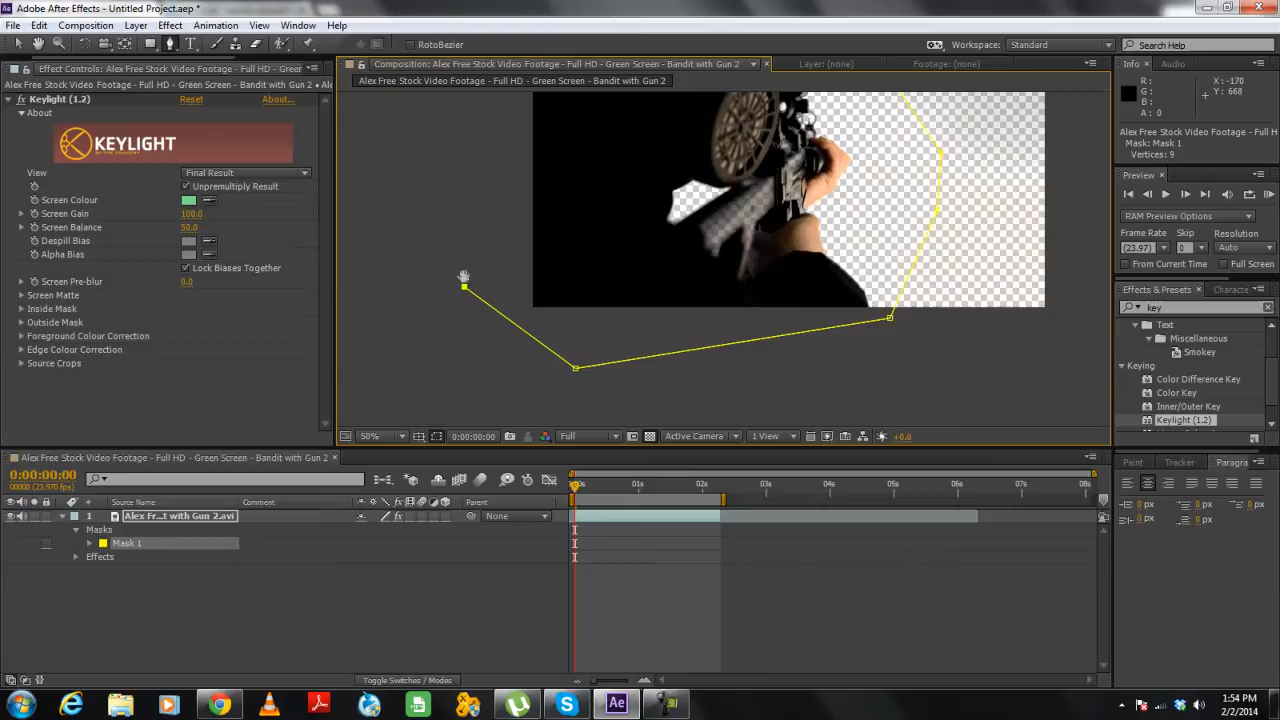 Adobe After Effects - Untitled Project.aep *
File Edit Composition Layer Effect Animation View Window Help
RotoBezier Workspace: Standard Search Help
Effect Controls: Alex Free Stock Video Footage - Full HD - Greer
Composition: Alex Free Stock Video Footage - Full HD - Green Screen - Bandit with Gun 2
Layer: (none)
Footage: (none)
Info Audio
Alex Free Stock Video Footage - Full HD - Green Screen - Bandit with Gun 2 • Al
Alex Free Stock Video Footage - Full HD - Green Screen - Bandit with Gun 2
Keylight (1.2) Reset About...
About
KEYLIGHT
View Final Result
Unpremultiply Result
Screen Colour
Screen Gain 100.0
Screen Balance 50.0
Despill Bias
Alpha Bias
Lock Biases Together
Screen Pre-blur 0.0
Screen Matte
Inside Mask
Outside Mask
Foreground Colour Correction
Edge Colour Correction
Source Crops
R :
G :
B :
A : 0
X : -170
Y : 668
Alex Free Stock Video Footage - Full H
Mask: Mask 1
Vertices: 9
Preview
RAM Preview Options
Frame Rate Skip Resolution
(23.97) 0 Auto
From Current Time Full Screen
Effects & Presets Characte
key
Text
Miscellaneous
Smokey
Keying
Color Difference Key
Color Key
Inner/Outer Key
Keylight (1.2)
50% 0:00:00:00 Full Active Camera 1 View +0.0
Alex Free Stock Video Footage - Full HD - Green Screen - Bandit with Gun 2
0:00:00:00
00000 (23.970 fps)
# Source Name Comment Parent
01s 02s 03s 04s 05s 06s 07s 08s
1 Alex Fr...t with Gun 2.avi None
Masks
Mask 1
Effects
Toggle Switches / Modes
Paint Tracker Paragra
0 px 0 px 0 px
0 px 0 px
1:54 PM
2/2/2014